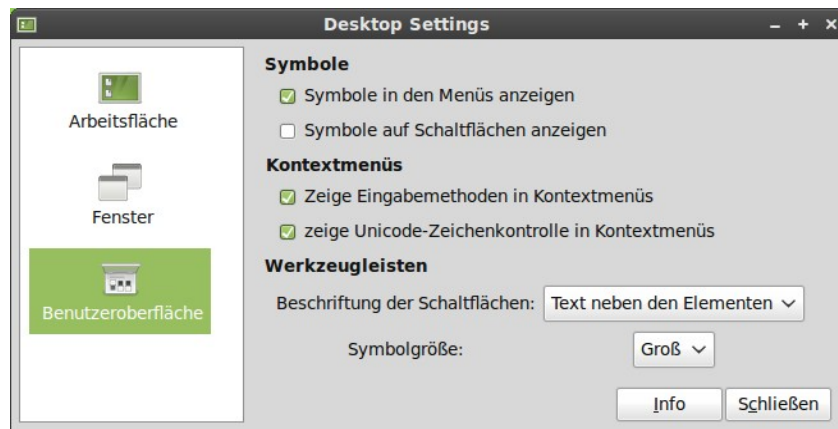 Desktop Settings
Arbeitsfläche
Fenster
Benutzeroberfläche
Symbole
Symbole in den Menüs anzeigen
Symbole auf Schaltflächen anzeigen
Kontextmenüs
Zeige Eingabemethoden in Kontextmenüs
zeige Unicode-Zeichenkontrolle in Kontextmenüs
Werkzeugleisten
Beschriftung der Schaltflächen: Text neben den Elementen
Symbolgröße: Groß
Info Schließen